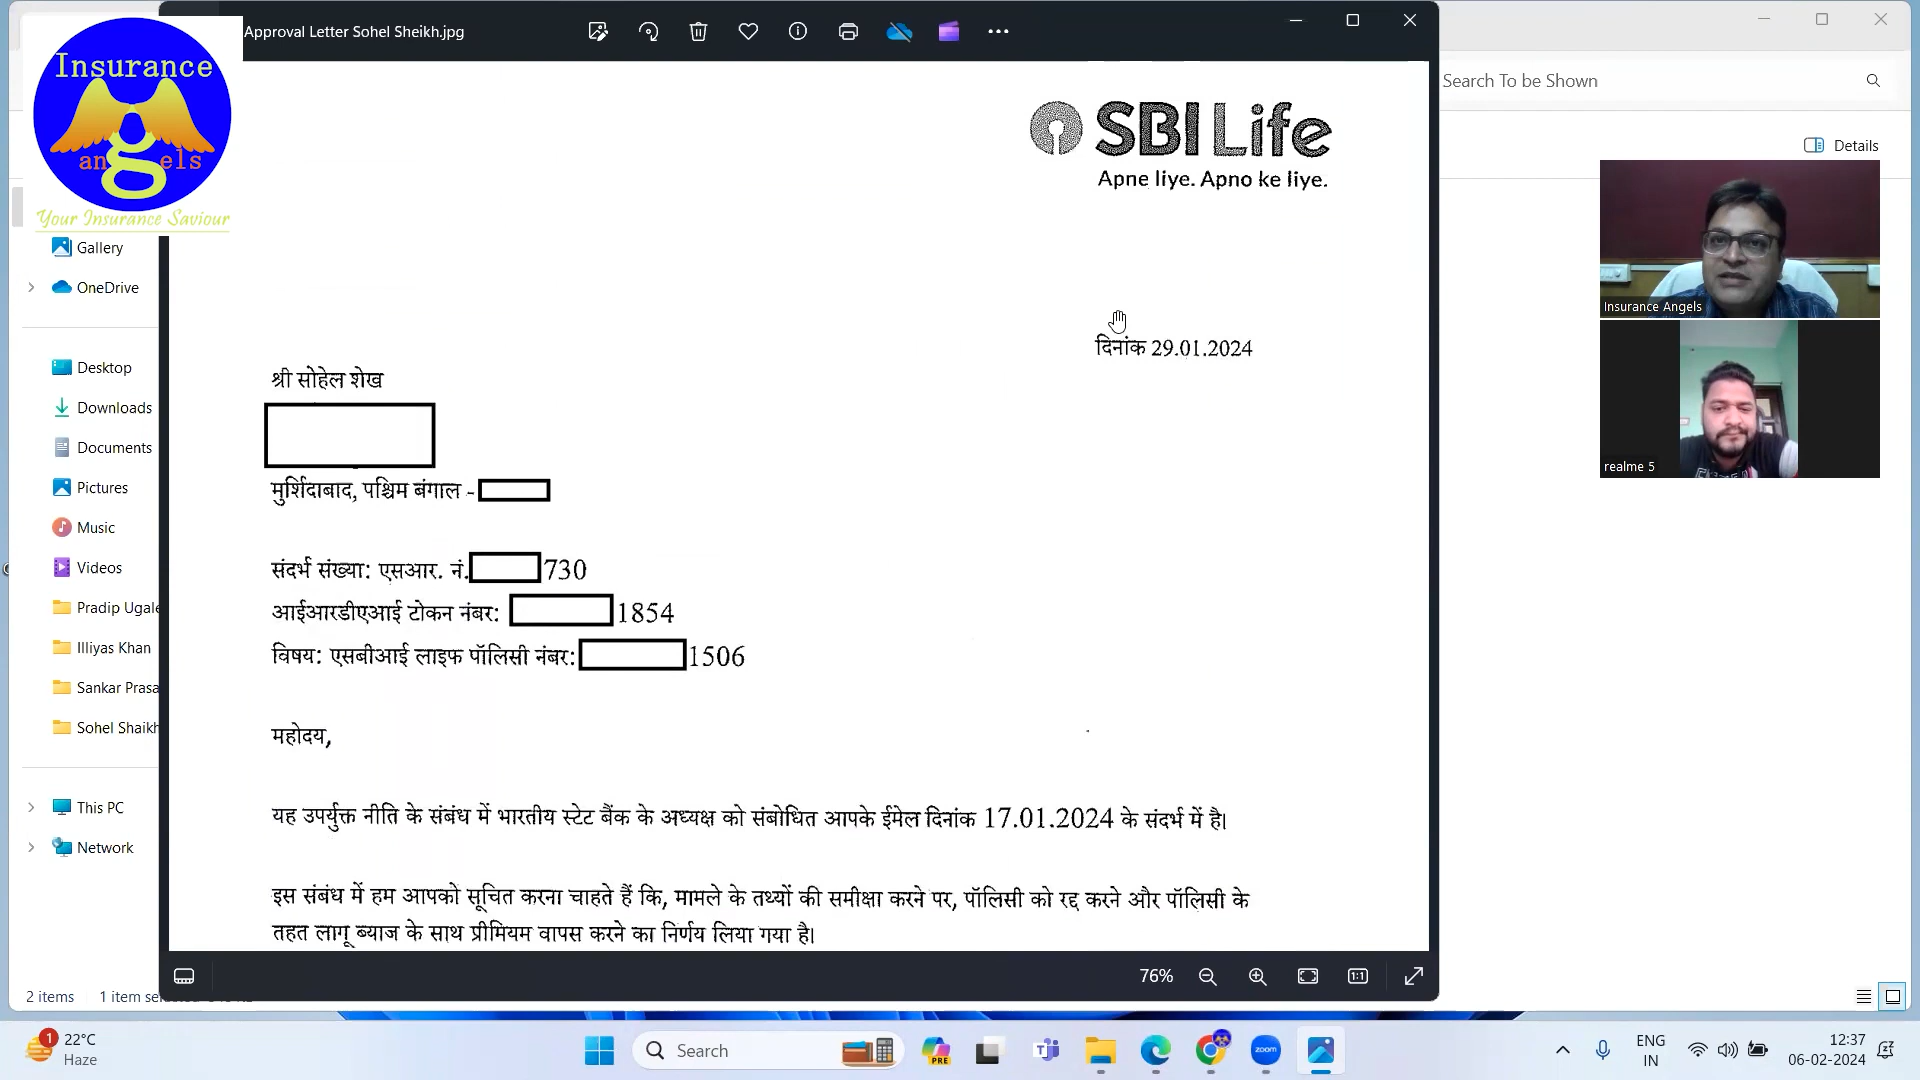 Insurance
angels
Your Insurance Saviour
Approval Letter Sohel Sheikh.jpg
Search To be Shown
Details
SBI Life
Apne liye. Apno ke liye.
Insurance Angels
realme 5
Gallery
OneDrive
Desktop
Downloads
Documents
Pictures
Music
Videos
Pradip Ugale
Illiyas Khan
Sankar Prasa
Sohel Shaikh
This PC
Network
दिनांक 29.01.2024
श्री सोहेल शेख
मुर्शिदाबाद, पश्चिम बंगाल -
संदर्भ संख्या: एसआर. नं. 730
आईआरडीएआई टोकन नंबर: 1854
विषय: एसबीआई लाइफ पॉलिसी नंबर: 1506
महोदय,
यह उपर्युक्त नीति के संबंध में भारतीय स्टेट बैंक के अध्यक्ष को संबोधित आपके ईमेल दिनांक 17.01.2024 के संदर्भ में है।
इस संबंध में हम आपको सूचित करना चाहते हैं कि, मामले के तथ्यों की समीक्षा करने पर, पॉलिसी को रद्द करने और पॉलिसी के
तहत लागू ब्याज के साथ प्रीमियम वापस करने का निर्णय लिया गया है।
76%
2 items
1 item
1
22°C
Haze
Search
PRE
zoom
ENG
IN
12:37
06-02-2024